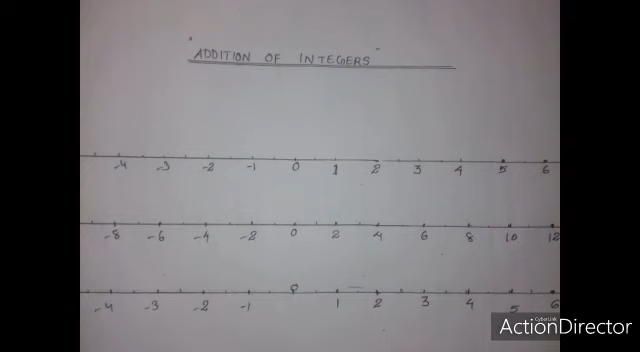 "ADDITION OF INTEGERS"
-4 -3 -2 -1 0 1 2 3 4 5 6
-8 -6 -4 -2 0 2 4 6 8 10 12
-4 -3 -2 -1 0 1 2 3 4 5 6
CyberLink
ActionDirector